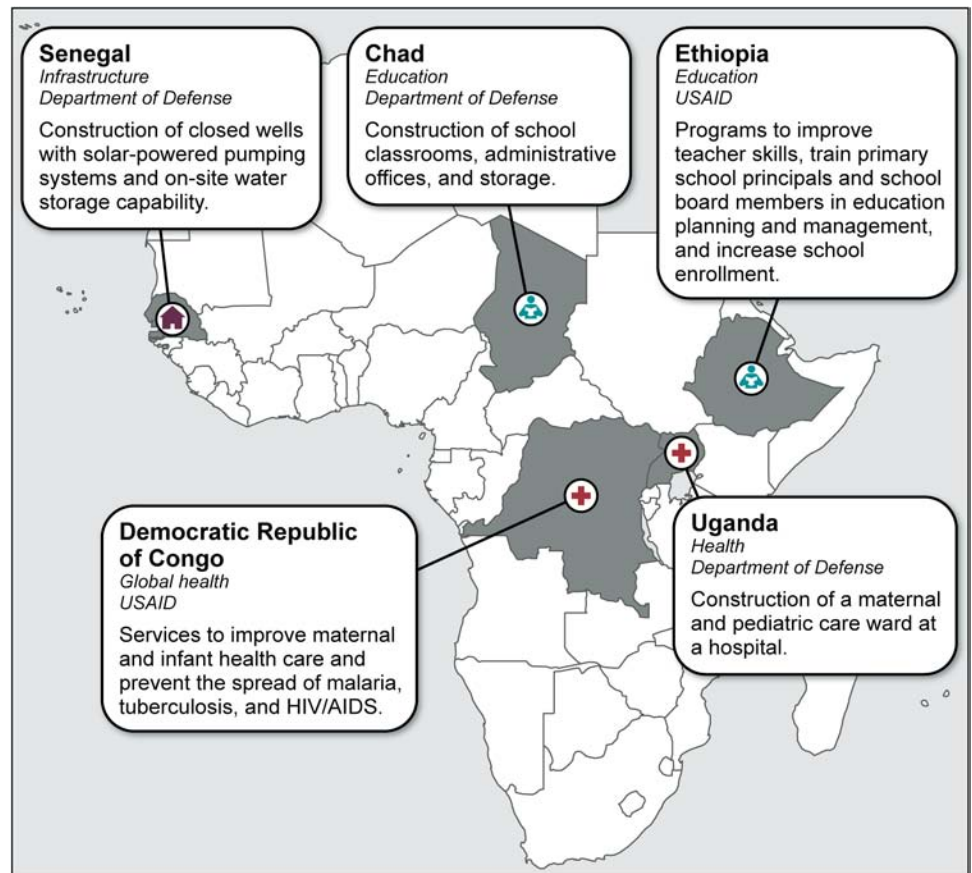 Senegal
Infrastructure
Department of Defense
Construction of closed wells
with solar-powered pumping
systems and on-site water
storage capability.
Chad
Education
Department of Defense
Construction of school
classrooms, administrative
offices, and storage.
Ethiopia
Education
USAID
Programs to improve
teacher skills, train primary
school principals and school
board members in education
planning and management,
and increase school
enrollment.
Democratic Republic
of Congo
Global health
USAID
Services to improve maternal
and infant health care and
prevent the spread of malaria,
tuberculosis, and HIV/AIDS.
Uganda
Health
Department of Defense
Construction of a maternal
and pediatric care ward at
a hospital.